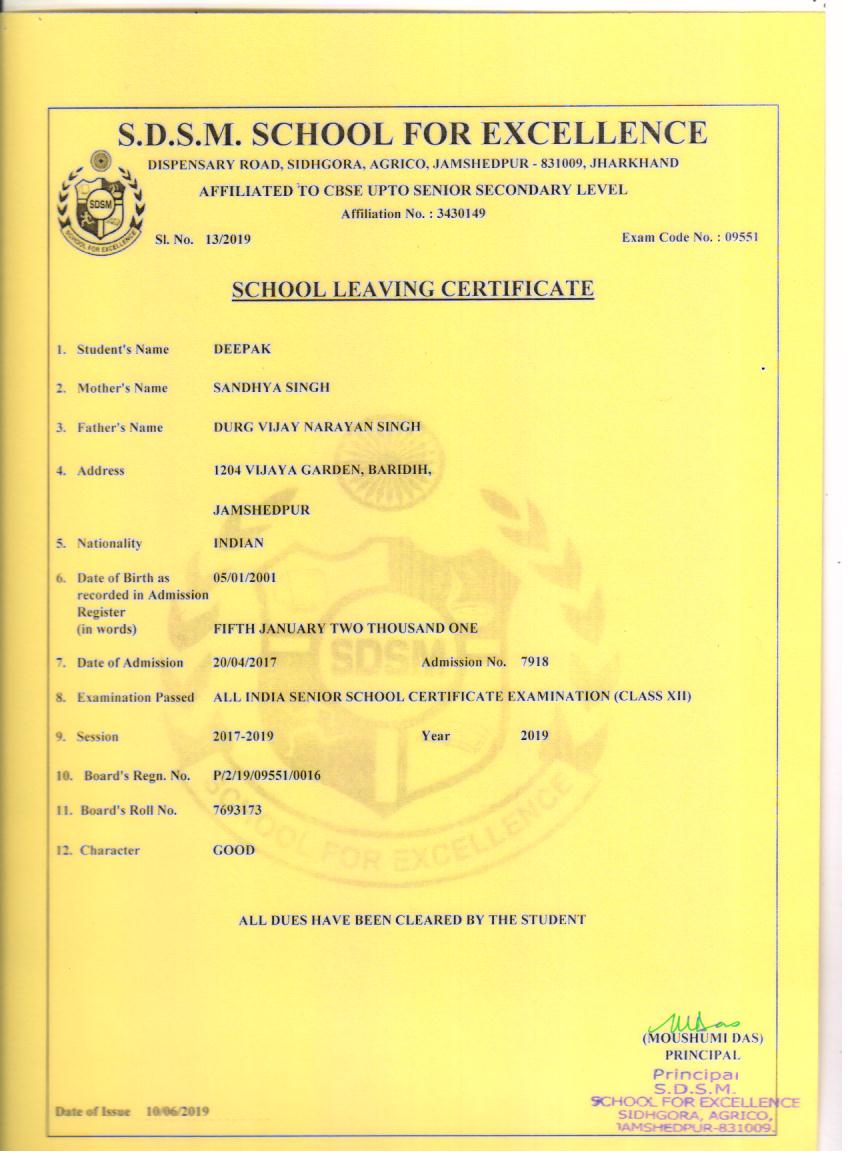 S.D.S.M. SCHOOL FOR EXCELLENCE
DISPENSARY ROAD, SIDHGORA, AGRICO, JAMSHEDPUR - 831009, JHARKHAND
AFFILIATED TO CBSE UPTO SENIOR SECONDARY LEVEL
Affiliation No. : 3430149
SDSM
SCHOOL FOR EXCELLENCE
Sl. No. 13/2019 Exam Code No. : 09551
SCHOOL LEAVING CERTIFICATE
1. Student's Name DEEPAK
2. Mother's Name SANDHYA SINGH
3. Father's Name DURG VIJAY NARAYAN SINGH
4. Address 1204 VIJAYA GARDEN, BARIDIH,
JAMSHEDPUR
5. Nationality INDIAN
6. Date of Birth as 05/01/2001
recorded in Admission
Register
(in words) FIFTH JANUARY TWO THOUSAND ONE
7. Date of Admission 20/04/2017 Admission No. 7918
8. Examination Passed ALL INDIA SENIOR SCHOOL CERTIFICATE EXAMINATION (CLASS XII)
9. Session 2017-2019 Year 2019
10. Board's Regn. No. P/2/19/09551/0016
11. Board's Roll No. 7693173
12. Character GOOD
SDSM
SCHOOL FOR EXCELLENCE
ALL DUES HAVE BEEN CLEARED BY THE STUDENT
MDas
(MOUSHUMI DAS)
PRINCIPAL
Principal
S.D.S.M.
SCHOOL FOR EXCELLENCE
SIDHGORA, AGRICO,
JAMSHEDPUR-831009.
Date of Issue 10/06/2019